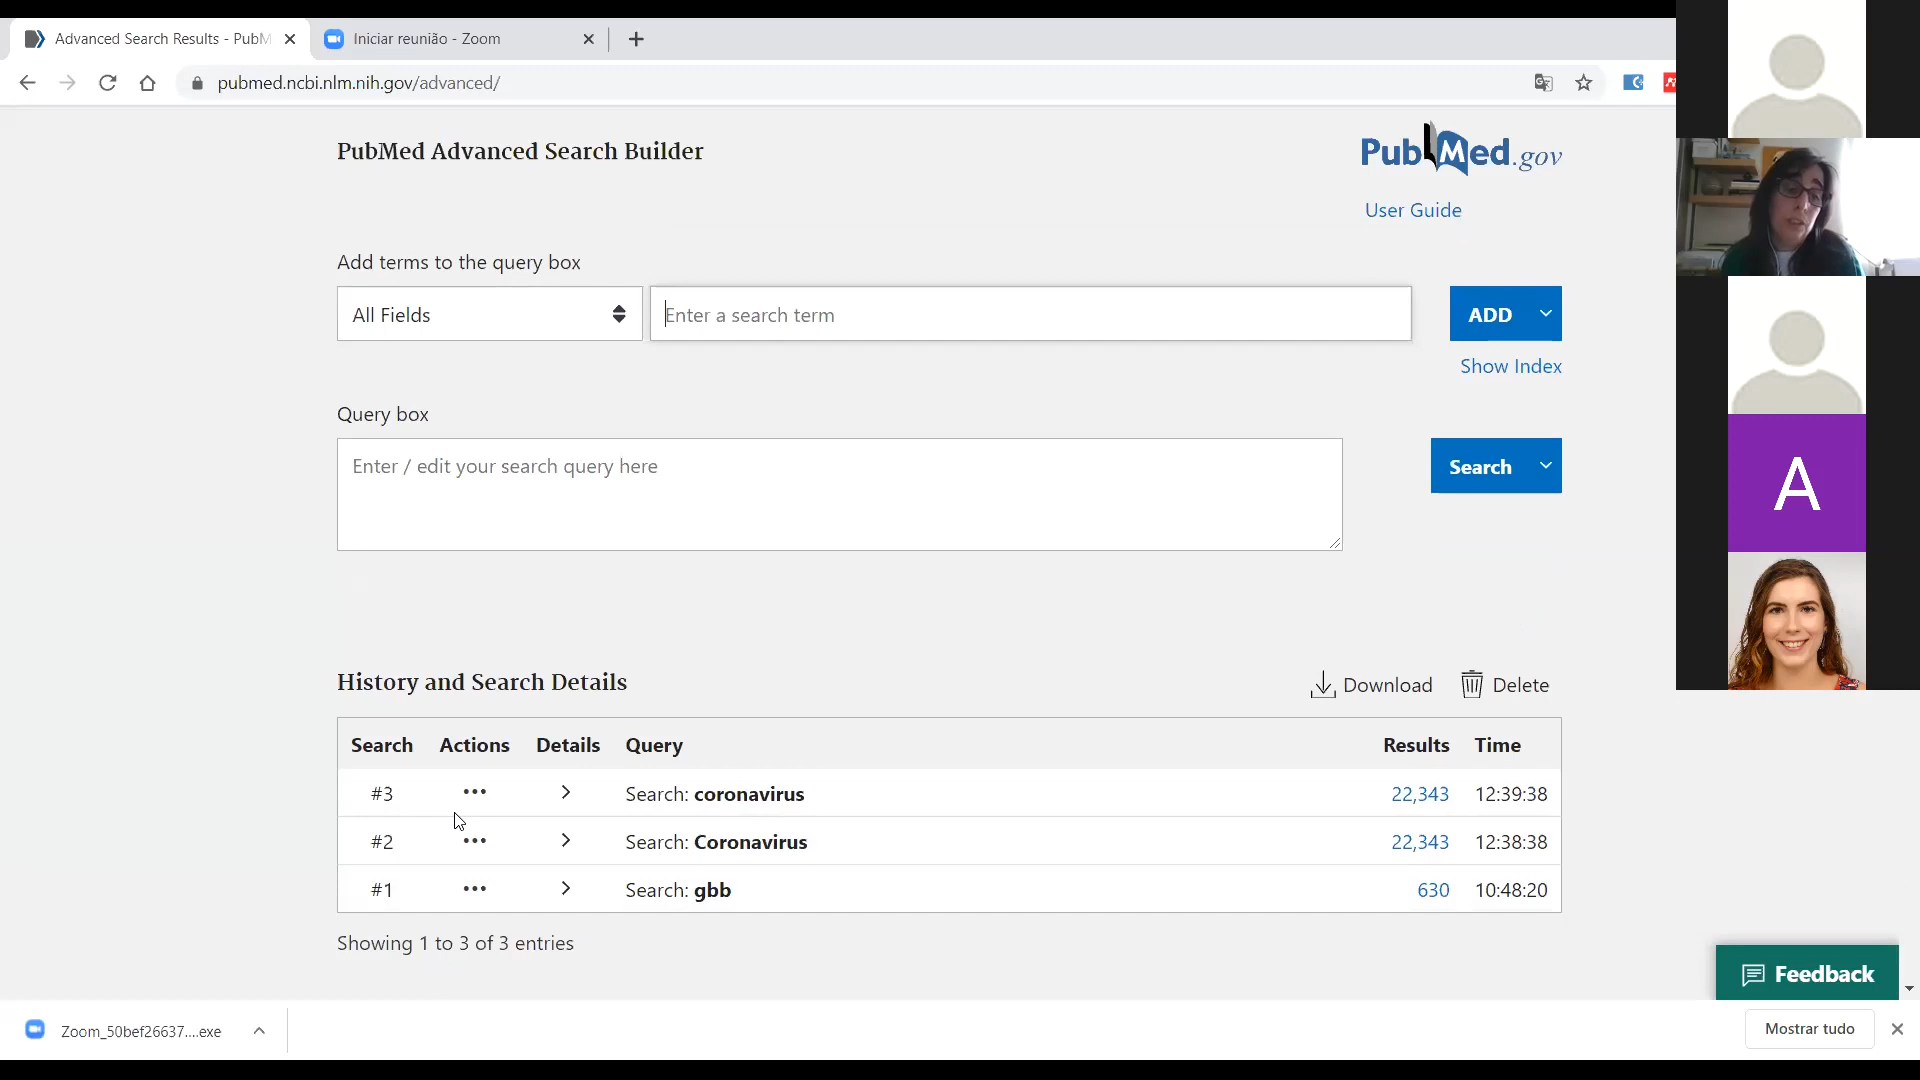 Advanced Search Results - PubM
Iniciar reunião - Zoom
pubmed.ncbi.nlm.nih.gov/advanced/
PubMed Advanced Search Builder
PubMed.gov
User Guide
Add terms to the query box
All Fields
Enter a search term
ADD
Show Index
Query box
Enter / edit your search query here
Search
History and Search Details
Download
Delete
Search Actions Details Query Results Time
#3 ••• Search: coronavirus 22,343 12:39:38
#2 ••• Search: Coronavirus 22,343 12:38:38
#1 ••• Search: gbb 630 10:48:20
Showing 1 to 3 of 3 entries
A
Feedback
Zoom_50bef26637....exe
Mostrar tudo